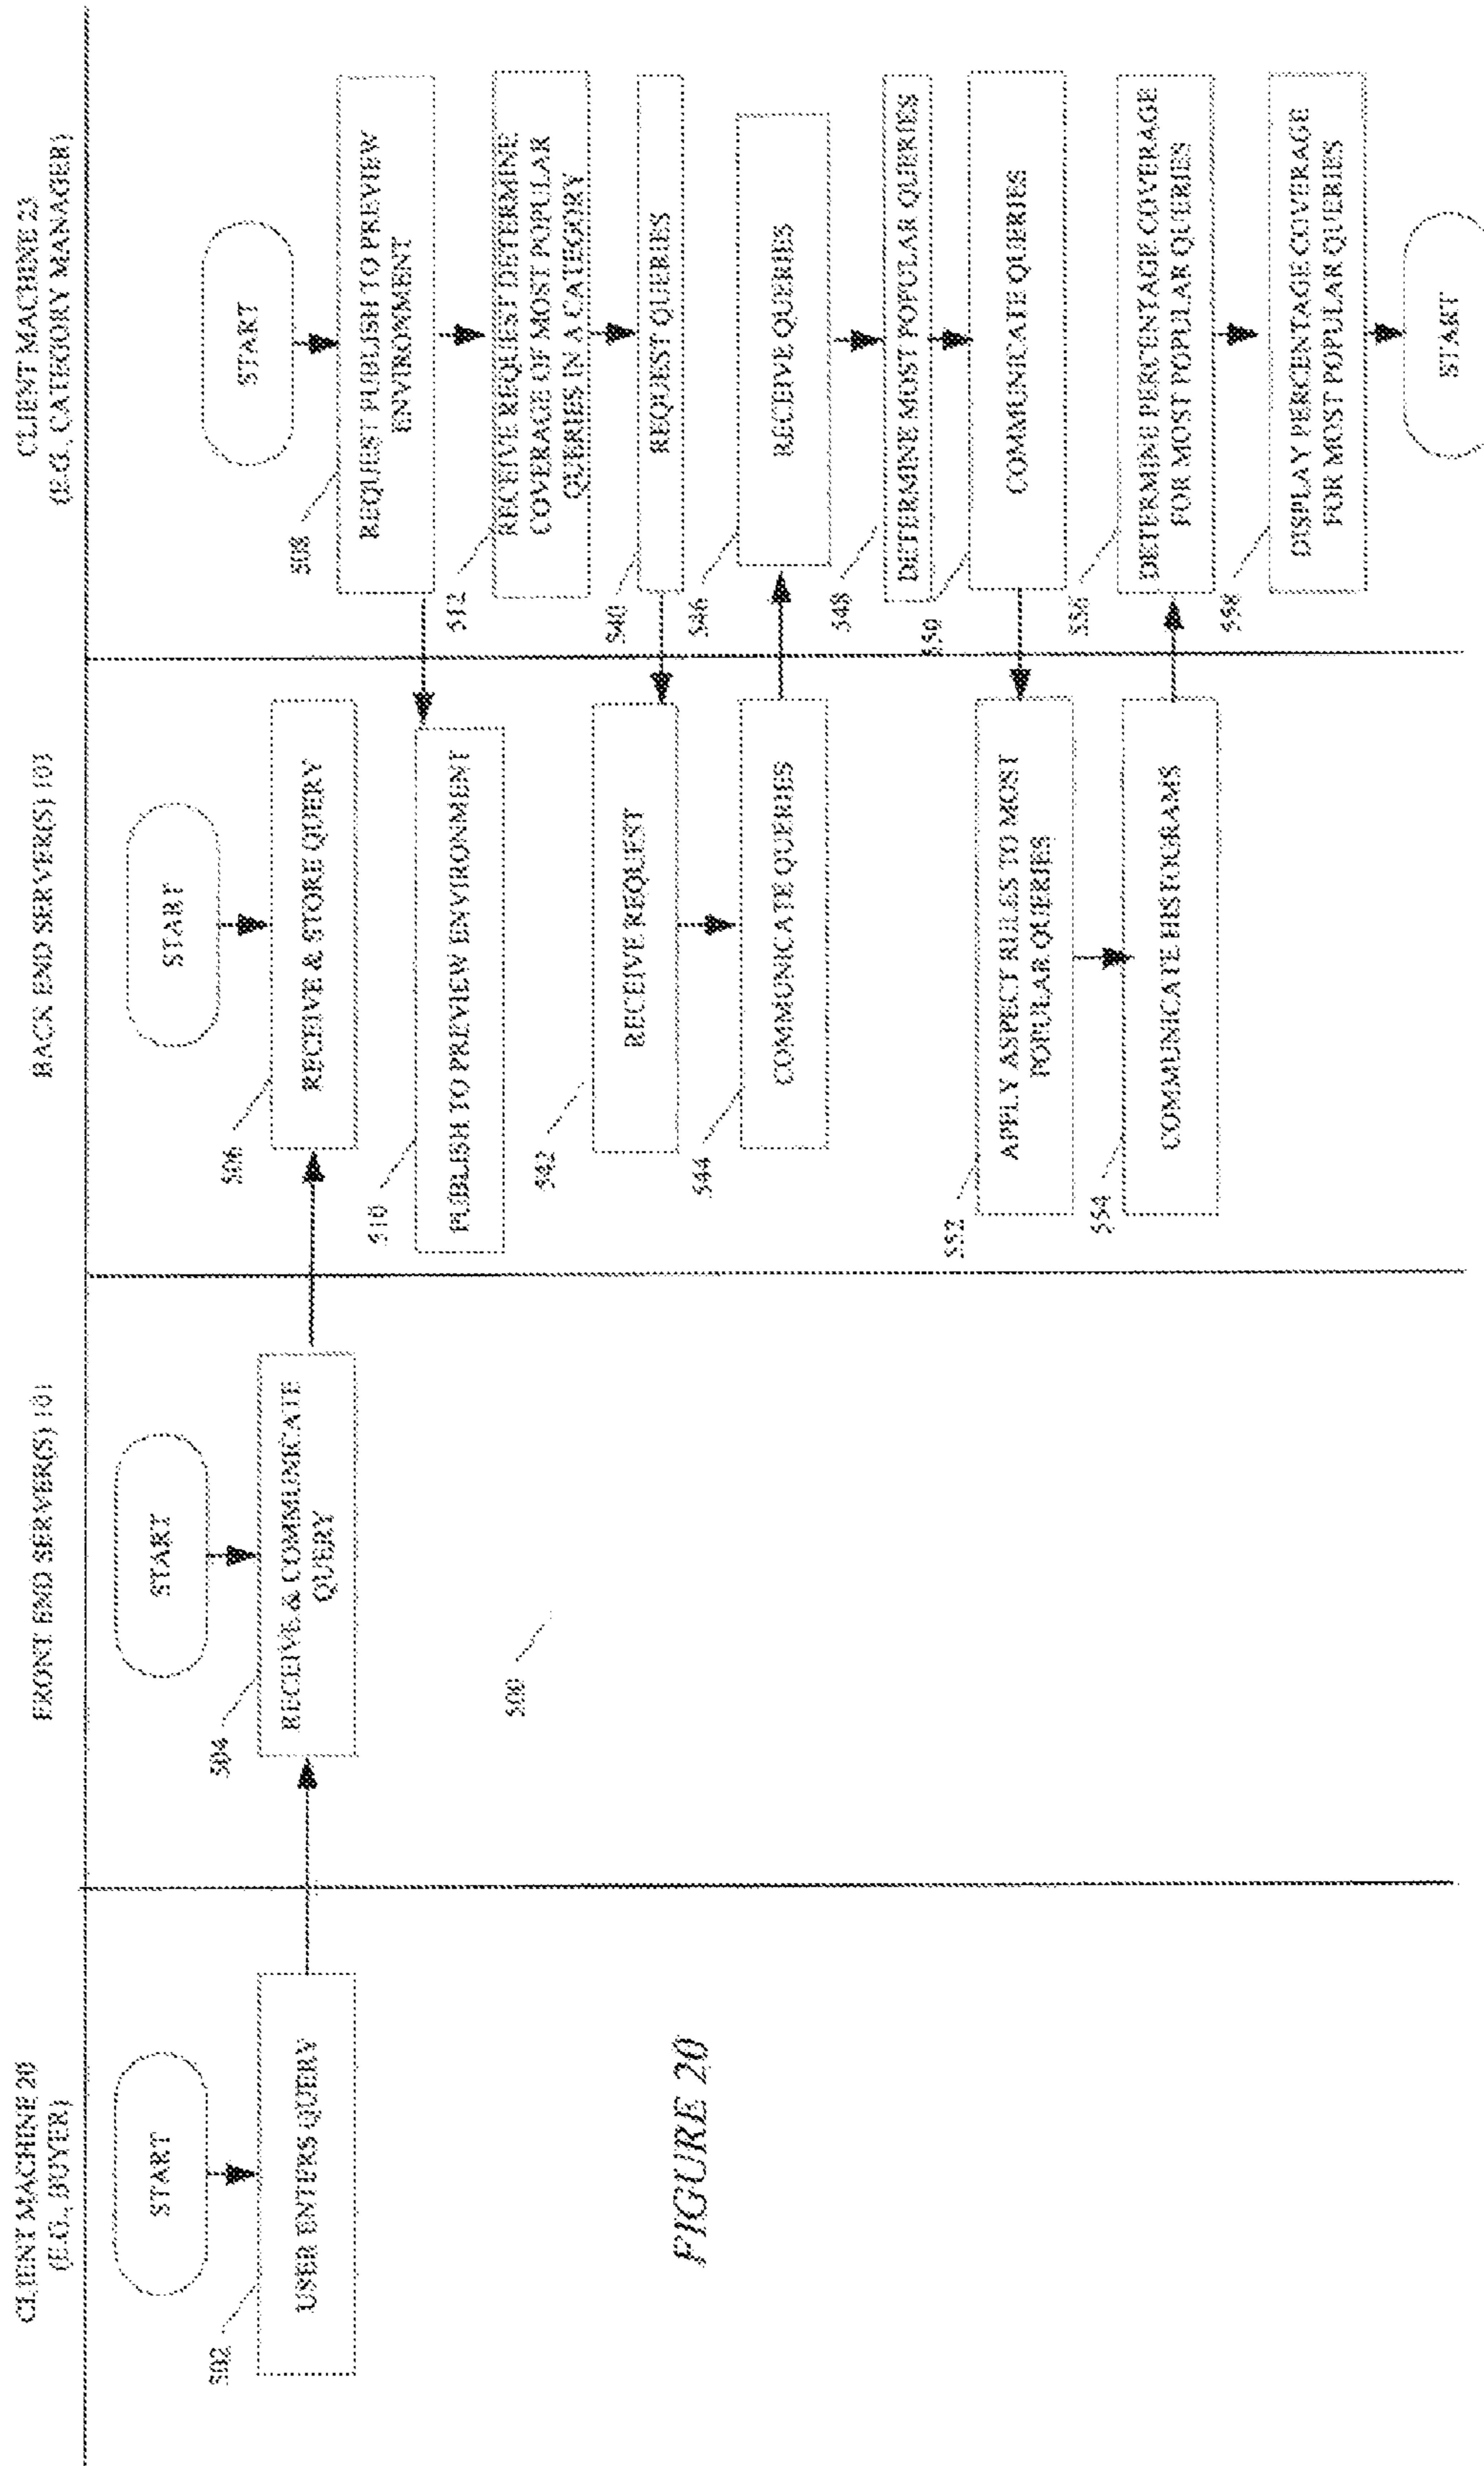 CLIENT MACHINE 20
(E.G., BUYER)
START
502
USER ENTERS QUERY
FRONT END SERVER(S) 101
START
504
RECEIVE & COMMUNICATE
QUERY
500
BACK END SERVER(S) 103
START
506
RECEIVE & STORE QUERY
510
PUBLISH TO PREVIEW ENVIRONMENT
542
RECEIVE REQUEST
544
COMMUNICATE QUERIES
552
APPLY ASPECT RULES TO MOST
POPULAR QUERIES
554
COMMUNICATE HISTOGRAMS
CLIENT MACHINE 23
(E.G. CATEGORY MANAGER)
START
508
REQUEST PUBLISH TO PREVIEW
ENVIRONMENT
512
RECEIVE REQUEST DETERMINE
COVERAGE OF MOST POPULAR
QUERIES IN A CATEGORY
540
REQUEST QUERIES
546
RECEIVE QUERIES
548
DETERMINE MOST POPULAR QUERIES
550
COMMUNICATE QUERIES
556
DETERMINE PERCENTAGE COVERAGE
FOR MOST POPULAR QUERIES
558
DISPLAY PERCENTAGE COVERAGE
FOR MOST POPULAR QUERIES
START
FIGURE 20